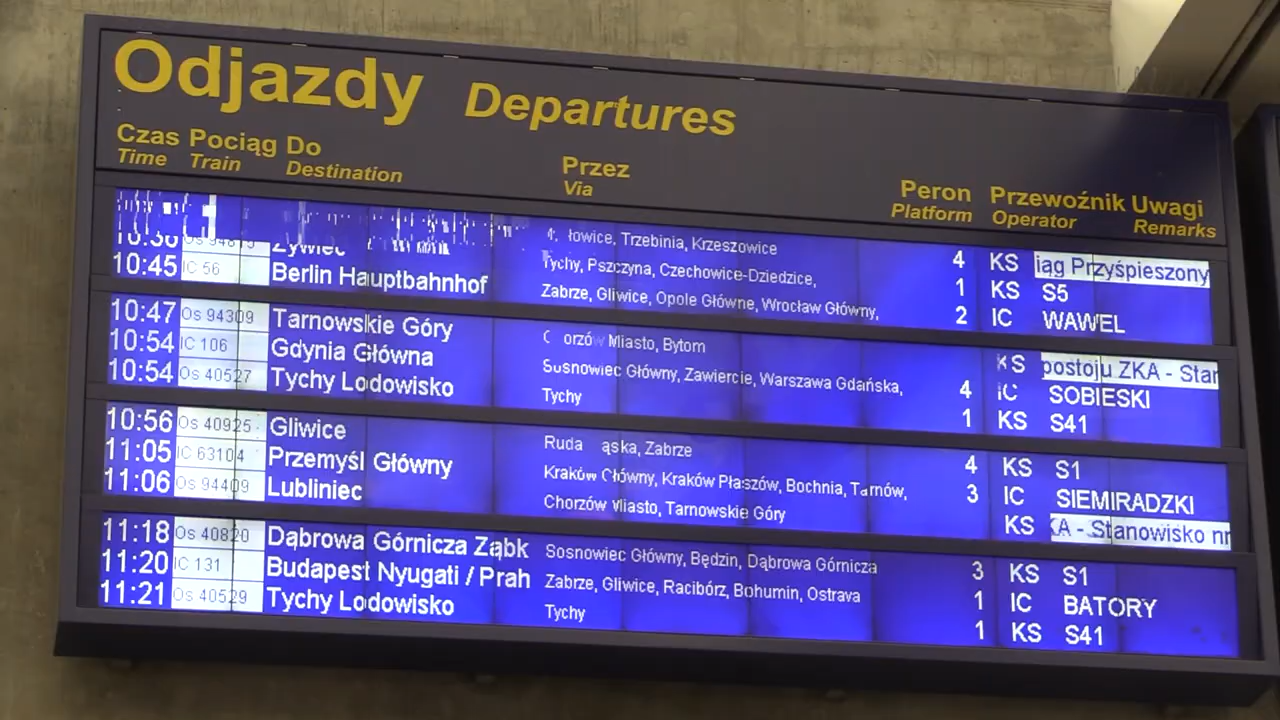 Odjazdy Departures
Czas Pociąg Do Przez Peron Przewoźnik Uwagi
Time Train Destination Via Platform Operator Remarks
łowice, Trzebinia, Krzeszowice 4 KS iąg Przyśpieszony
Żywiec Tychy, Pszczyna, Czechowice-Dziedzice, 1 KS S5
10:45 IC 56 Berlin Hauptbahnhof Zabrze, Gliwice, Opole Główne, Wrocław Główny, 2 IC WAWEL
10:47 Os 94309 Tarnowskie Góry orzów Miasto, Bytom KS postoju ZKA - Stan
10:54 IC 106 Gdynia Główna Sosnowiec Główny, Zawiercie, Warszawa Gdańska, 4 IC SOBIESKI
10:54 Os 40527 Tychy Lodowisko Tychy 1 KS S41
10:56 Os 40925 Gliwice Ruda ąska, Zabrze 4 KS S1
11:05 IC 63104 Przemyśl Główny Kraków Główny, Kraków Płaszów, Bochnia, Tarnów, 3 IC SIEMIRADZKI
11:06 Os 94409 Lubliniec Chorzów Miasto, Tarnowskie Góry KS KA - Stanowisko nr
11:18 Os 40820 Dąbrowa Górnicza Ząbk Sosnowiec Główny, Będzin, Dąbrowa Górnicza 3 KS S1
11:20 IC 131 Budapest Nyugati / Prah Zabrze, Gliwice, Racibórz, Bohumin, Ostrava 1 IC BATORY
11:21 Os 40529 Tychy Lodowisko Tychy 1 KS S41